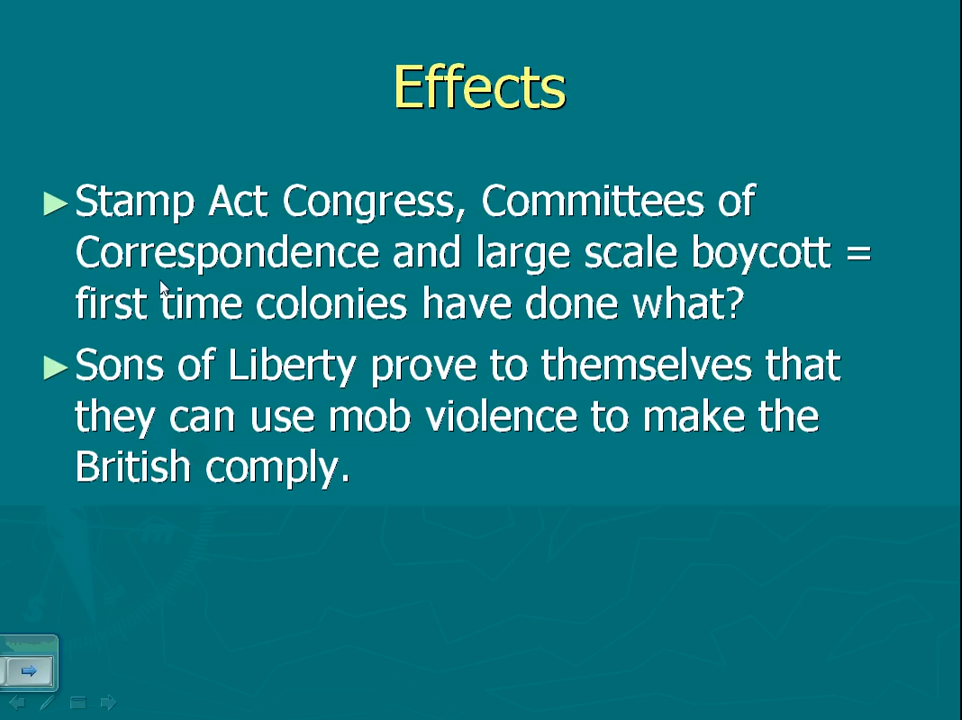 Effects
►Stamp Act Congress, Committees of
Correspondence and large scale boycott =
first time colonies have done what?
►Sons of Liberty prove to themselves that
they can use mob violence to make the
British comply.